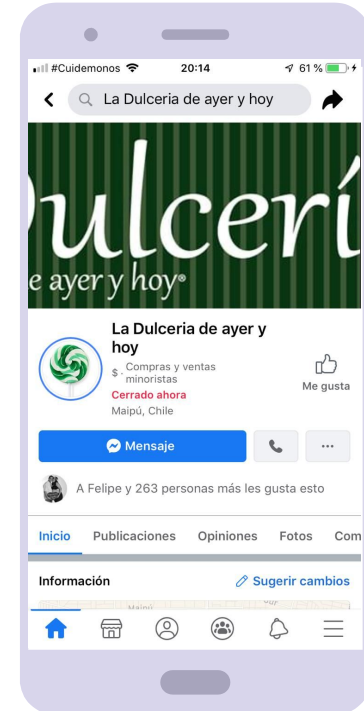 #Cuidemonos 20:14 61 %
La Dulceria de ayer y hoy
Dulcerí
e ayer y hoy®
La Dulceria de ayer y
hoy
$ · Compras y ventas
minoristas
Me gusta
Cerrado ahora
Maipú, Chile
Mensaje
A Felipe y 263 personas más les gusta esto
Inicio Publicaciones Opiniones Fotos Com
Información Sugerir cambios
Maipú